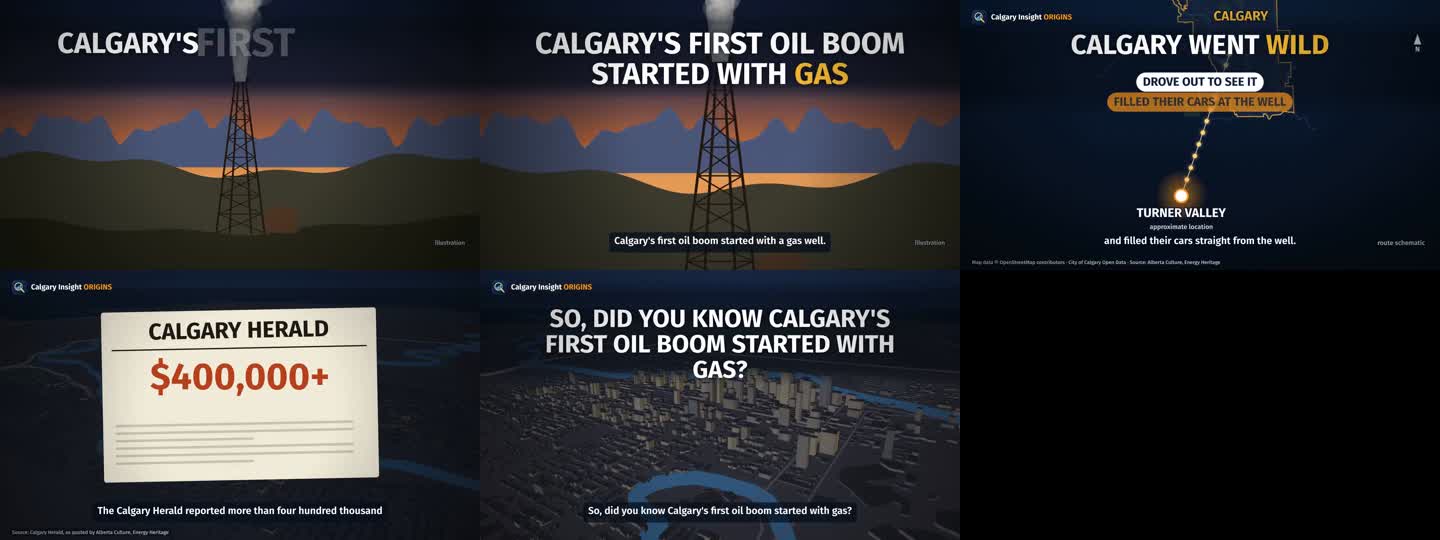 CALGARY'S FIRST
Illustration
CALGARY'S FIRST OIL BOOM
STARTED WITH GAS
Calgary's first oil boom started with a gas well.
Illustration
Calgary Insight ORIGINS
CALGARY
CALGARY WENT WILD
N
DROVE OUT TO SEE IT
FILLED THEIR CARS AT THE WELL
TURNER VALLEY
approximate location
and filled their cars straight from the well.
route schematic
Map data © OpenStreetMap contributors · City of Calgary Open Data · Source: Alberta Culture, Energy Heritage
Calgary Insight ORIGINS
CALGARY HERALD
$400,000+
The Calgary Herald reported more than four hundred thousand
Source: Calgary Herald, as quoted by Alberta Culture, Energy Heritage
Calgary Insight ORIGINS
SO, DID YOU KNOW CALGARY'S
FIRST OIL BOOM STARTED WITH
GAS?
So, did you know Calgary's first oil boom started with gas?